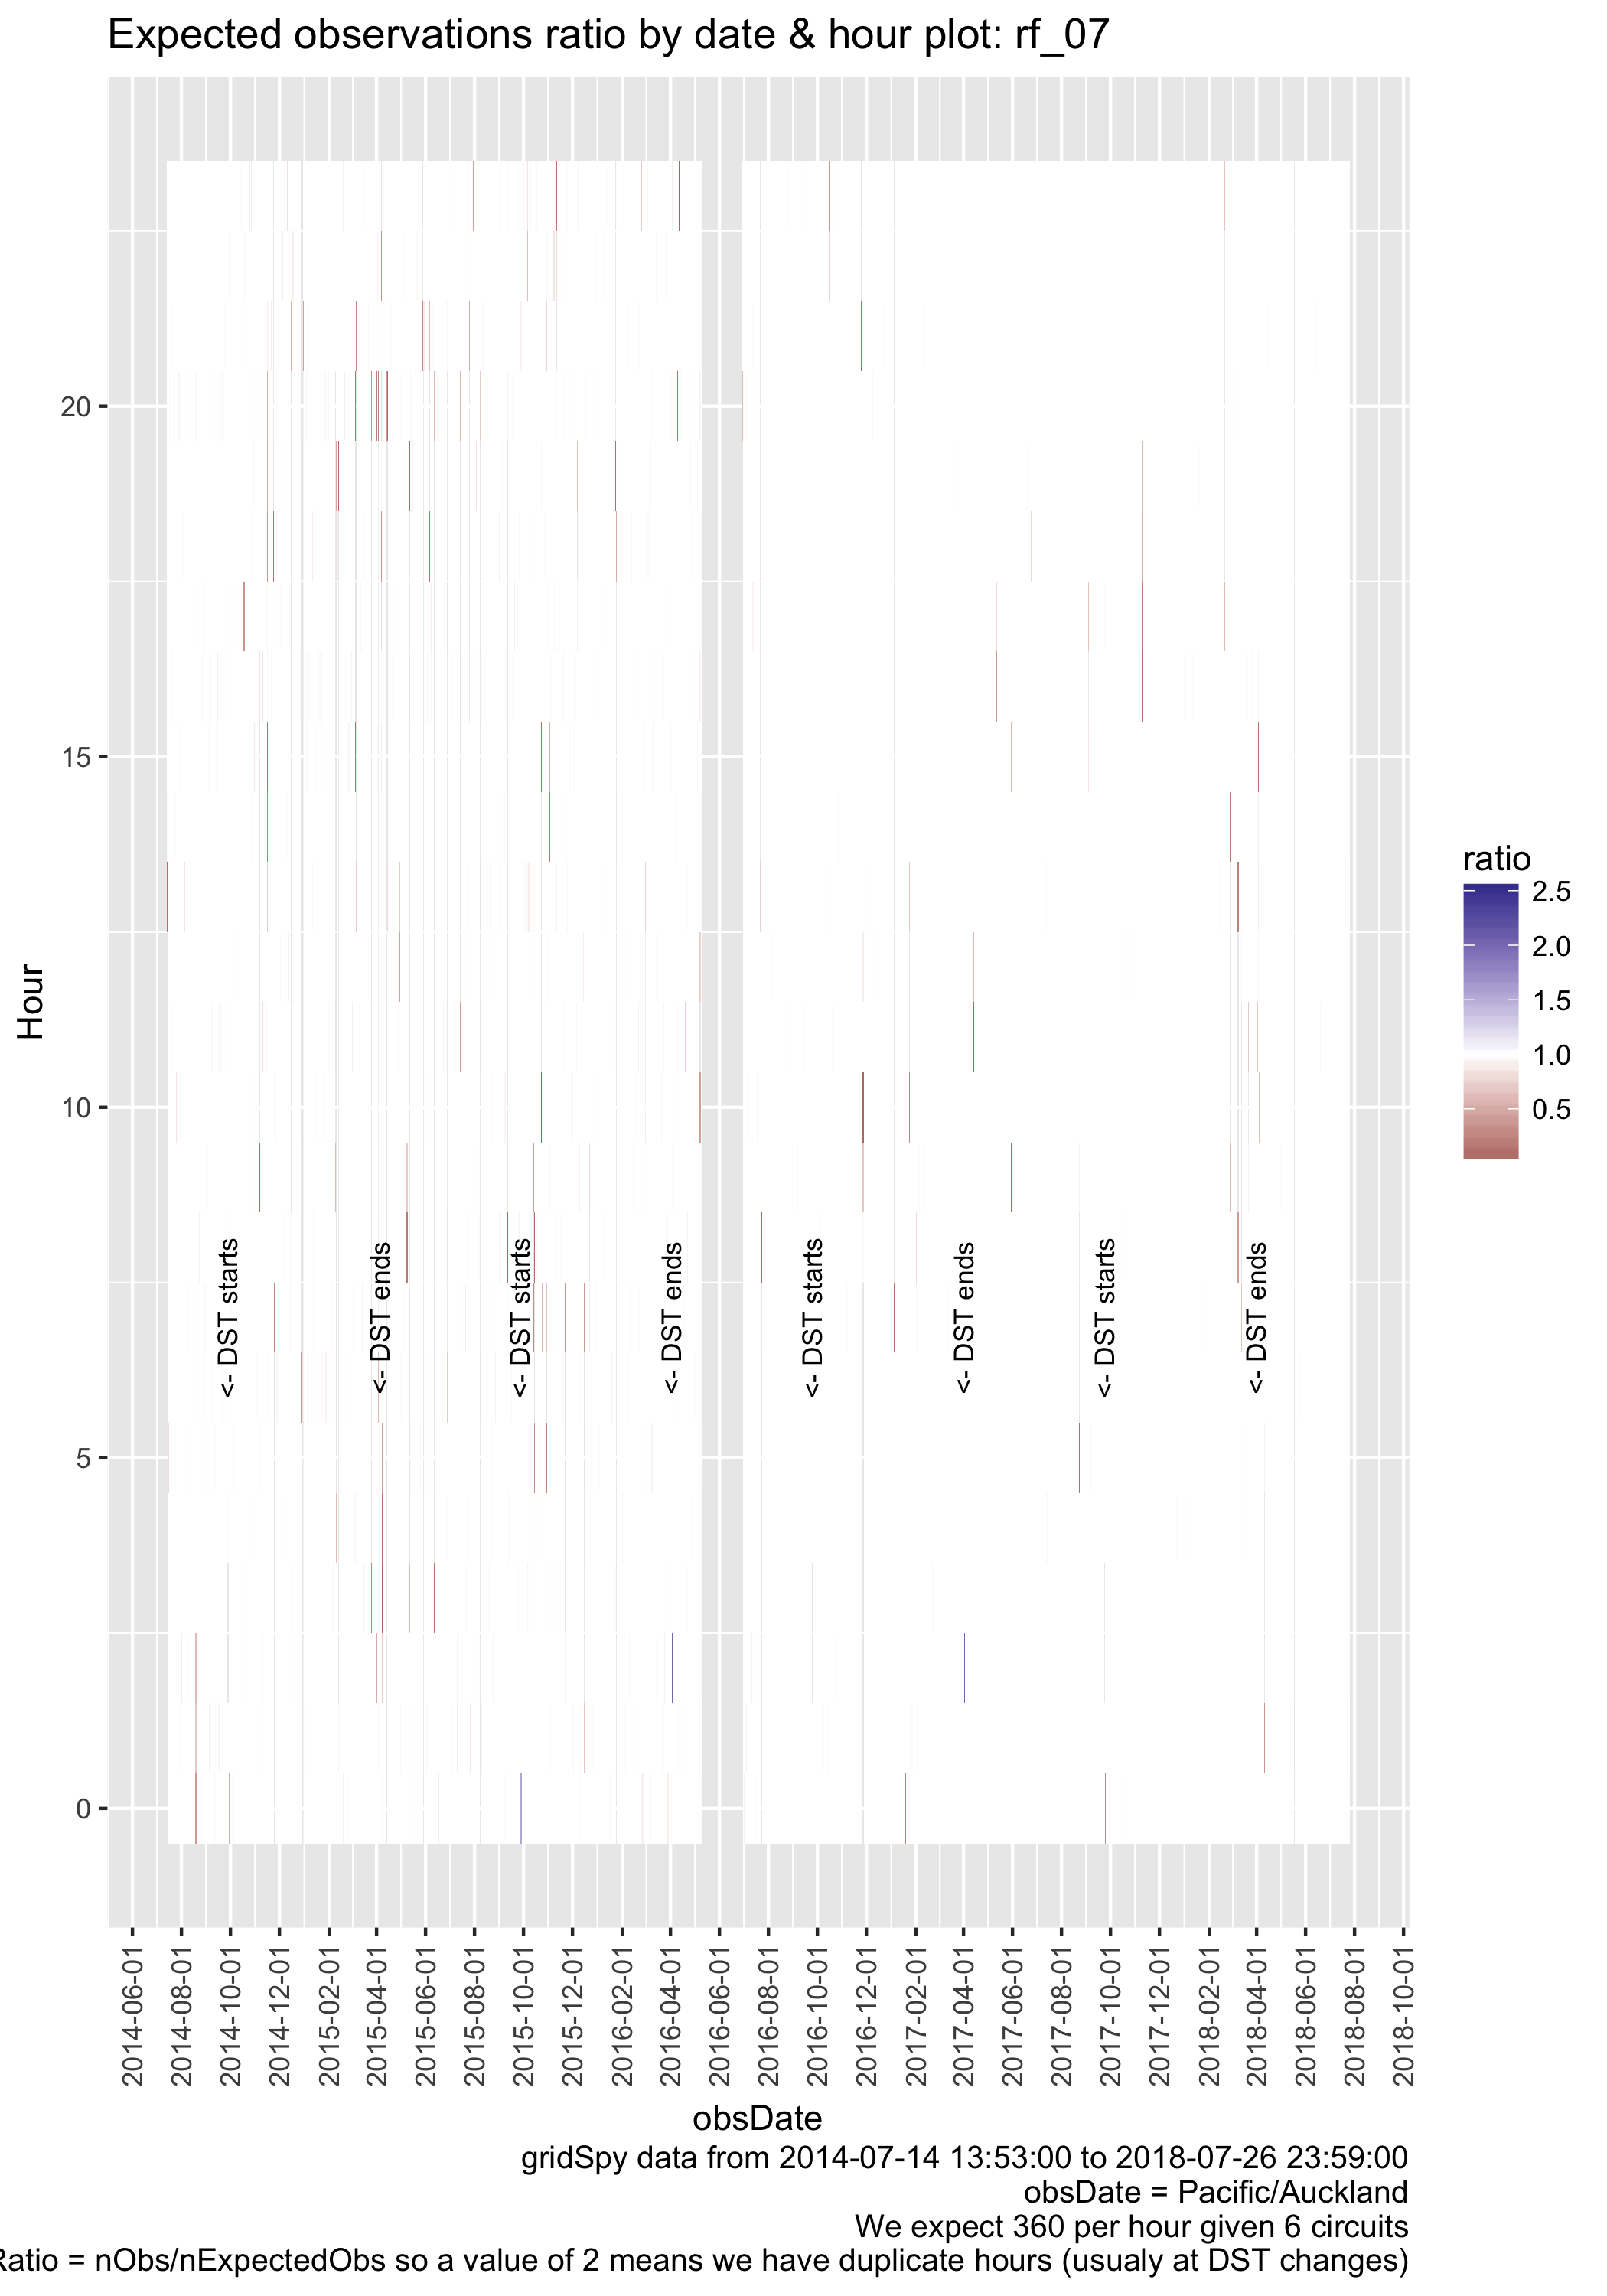 Expected observations ratio by date & hour plot: rf_07
20
15
10
5
0
Hour
<- DST starts
<- DST ends
<- DST starts
<- DST ends
<- DST starts
<- DST ends
<- DST starts
<- DST ends
ratio
2.5
2.0
1.5
1.0
0.5
2014-06-01
2014-08-01
2014-10-01
2014-12-01
2015-02-01
2015-04-01
2015-06-01
2015-08-01
2015-10-01
2015-12-01
2016-02-01
2016-04-01
2016-06-01
2016-08-01
2016-10-01
2016-12-01
2017-02-01
2017-04-01
2017-06-01
2017-08-01
2017-10-01
2017-12-01
2018-02-01
2018-04-01
2018-06-01
2018-08-01
2018-10-01
obsDate
gridSpy data from 2014-07-14 13:53:00 to 2018-07-26 23:59:00
obsDate = Pacific/Auckland
We expect 360 per hour given 6 circuits
Ratio = nObs/nExpectedObs so a value of 2 means we have duplicate hours (usualy at DST changes)